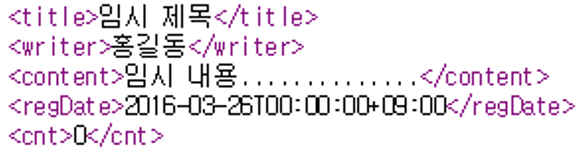 <title>임시 제목</title>
<writer>홍길동</writer>
<content>임시 내용..............</content>
<regDate>2016-03-26T00:00:00+09:00</regDate>
<cnt>0</cnt>